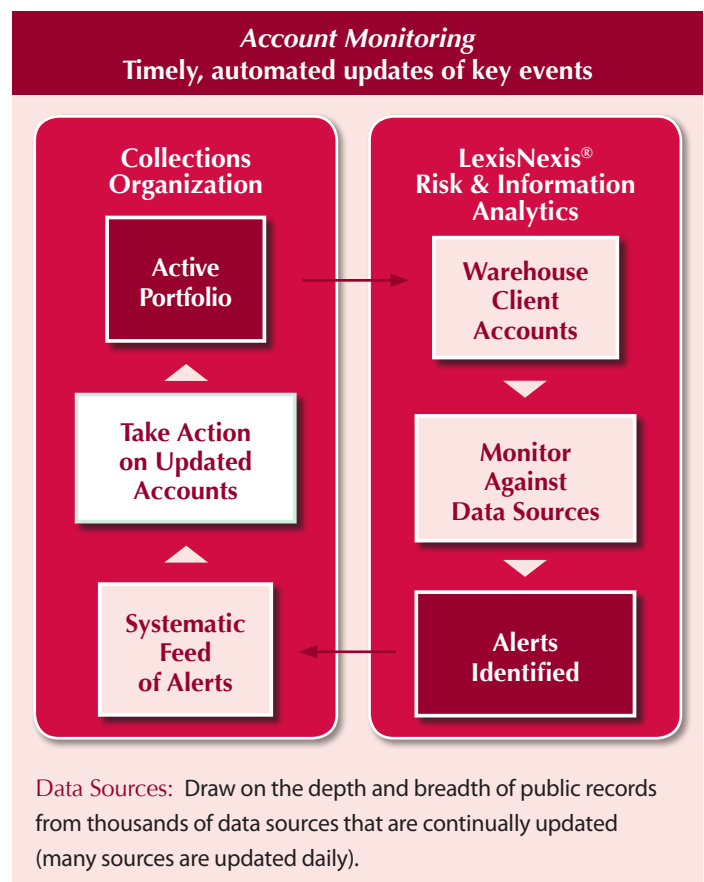 Account Monitoring
Timely, automated updates of key events
Collections
Organization
Active
Portfolio
Take Action
on Updated
Accounts
Systematic
Feed
of Alerts
LexisNexis®
Risk & Information
Analytics
Warehouse
Client
Accounts
Monitor
Against
Data Sources
Alerts
Identified
Data Sources: Draw on the depth and breadth of public records
from thousands of data sources that are continually updated
(many sources are updated daily).